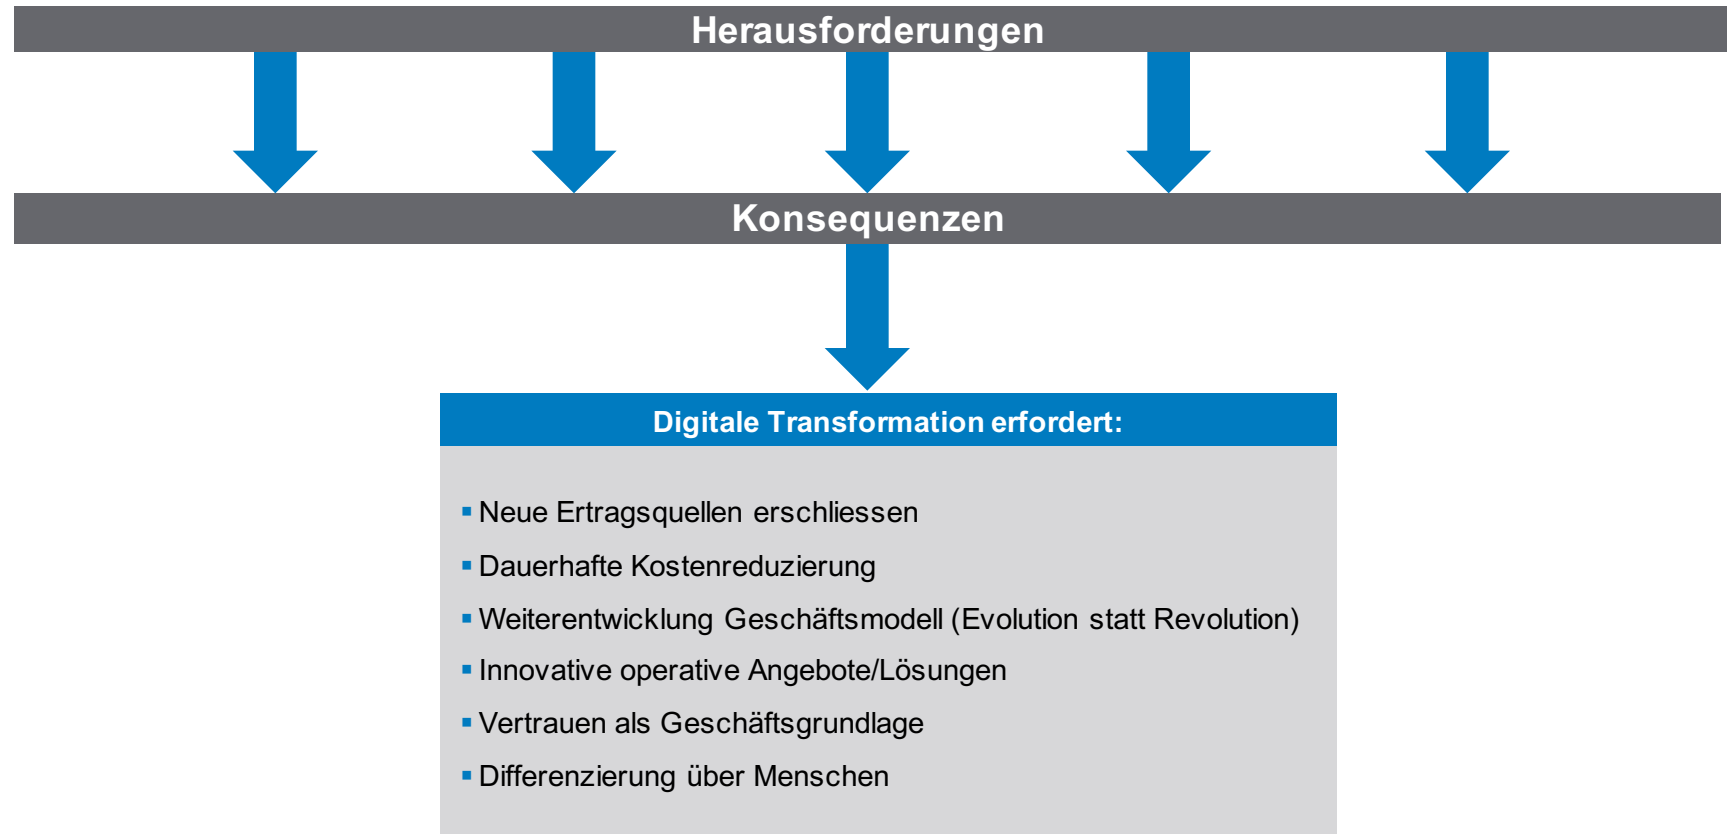 Herausforderungen
Konsequenzen
Digitale Transformation erfordert:
▪ Neue Ertragsquellen erschliessen
▪ Dauerhafte Kostenreduzierung
▪ Weiterentwicklung Geschäftsmodell (Evolution statt Revolution)
▪ Innovative operative Angebote/Lösungen
▪ Vertrauen als Geschäftsgrundlage
▪ Differenzierung über Menschen